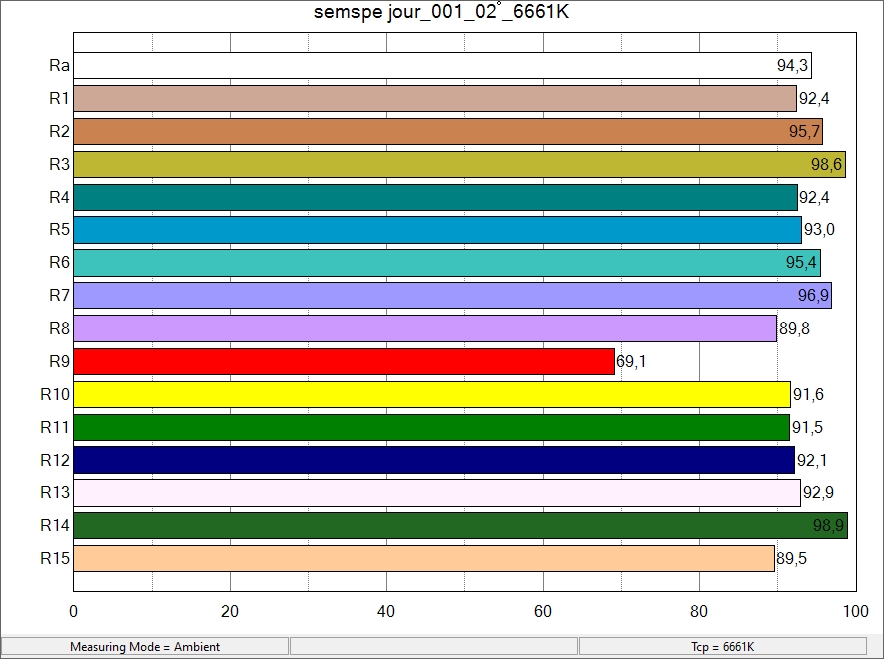 semspe jour_001_02°_6661K
Ra 94,3
R1 92,4
R2 95,7
R3 98,6
R4 92,4
R5 93,0
R6 95,4
R7 96,9
R8 89,8
R9 69,1
R10 91,6
R11 91,5
R12 92,1
R13 92,9
R14 98,9
R15 89,5
0 20 40 60 80 100
Measuring Mode = Ambient Tcp = 6661K